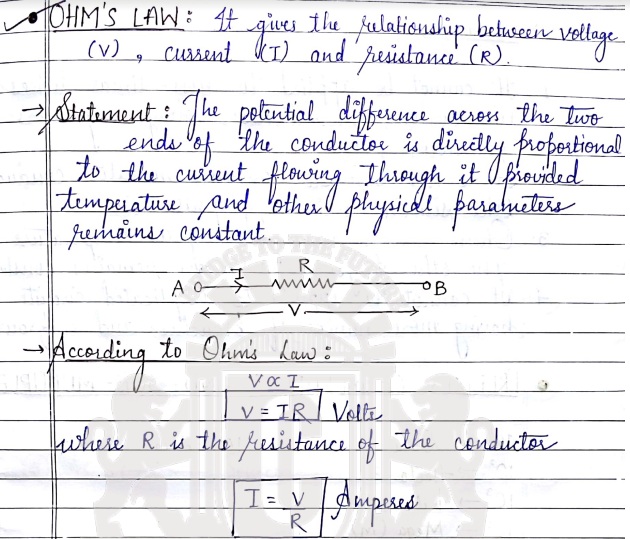 OHM'S LAW : It gives the relationship between voltage
(V) , current (I) and resistance (R).
→ Statement : The potential difference across the two
ends of the conductor is directly proportional
to the current flowing through it provided
temperature and other physical parameters
remains constant.
I R
A B
V
→ According to Ohm's Law :
V ∝ I
V = IR Volts
where R is the resistance of the conductor
I = V/R Amperes